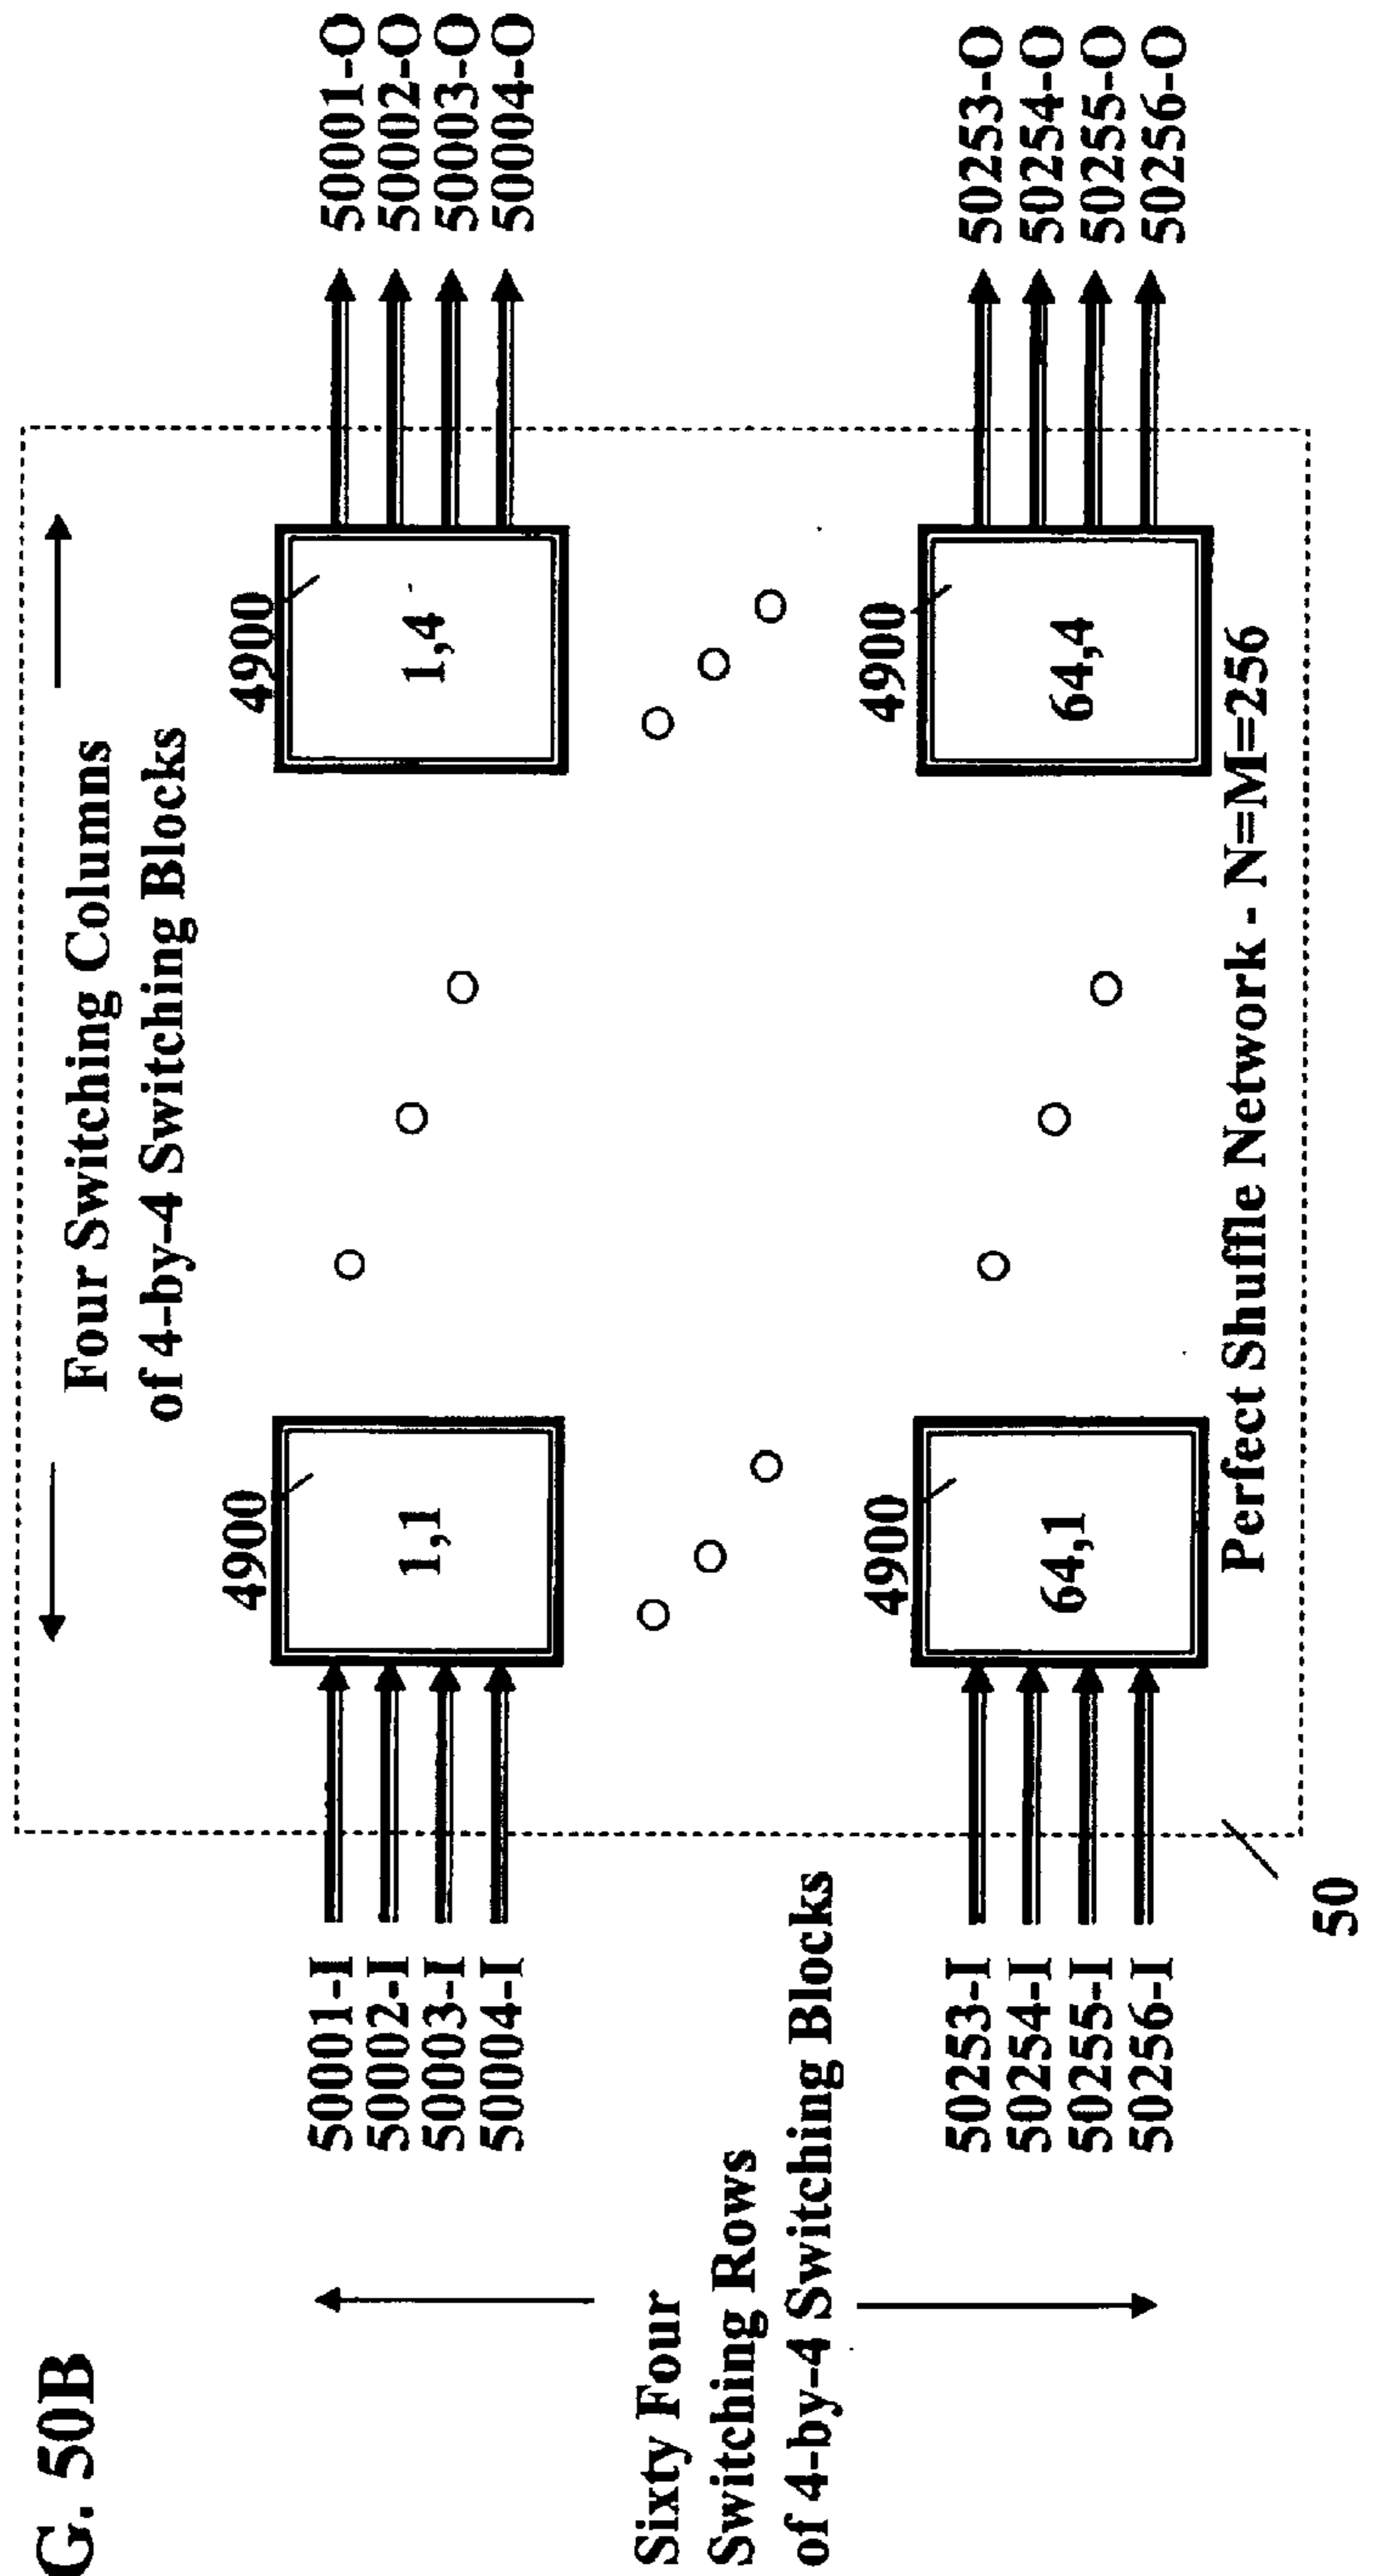 G. 50B
Four Switching Columns
of 4-by-4 Switching Blocks
4900
4900
50001-I
50002-I
50003-I
50004-I
1,1
1,4
50001-O
50002-O
50003-O
50004-O
Sixty Four
Switching Rows
of 4-by-4 Switching Blocks
4900
4900
50253-I
50254-I
50255-I
50256-I
64,1
64,4
50253-O
50254-O
50255-O
50256-O
Perfect Shuffle Network - N=M=256
50